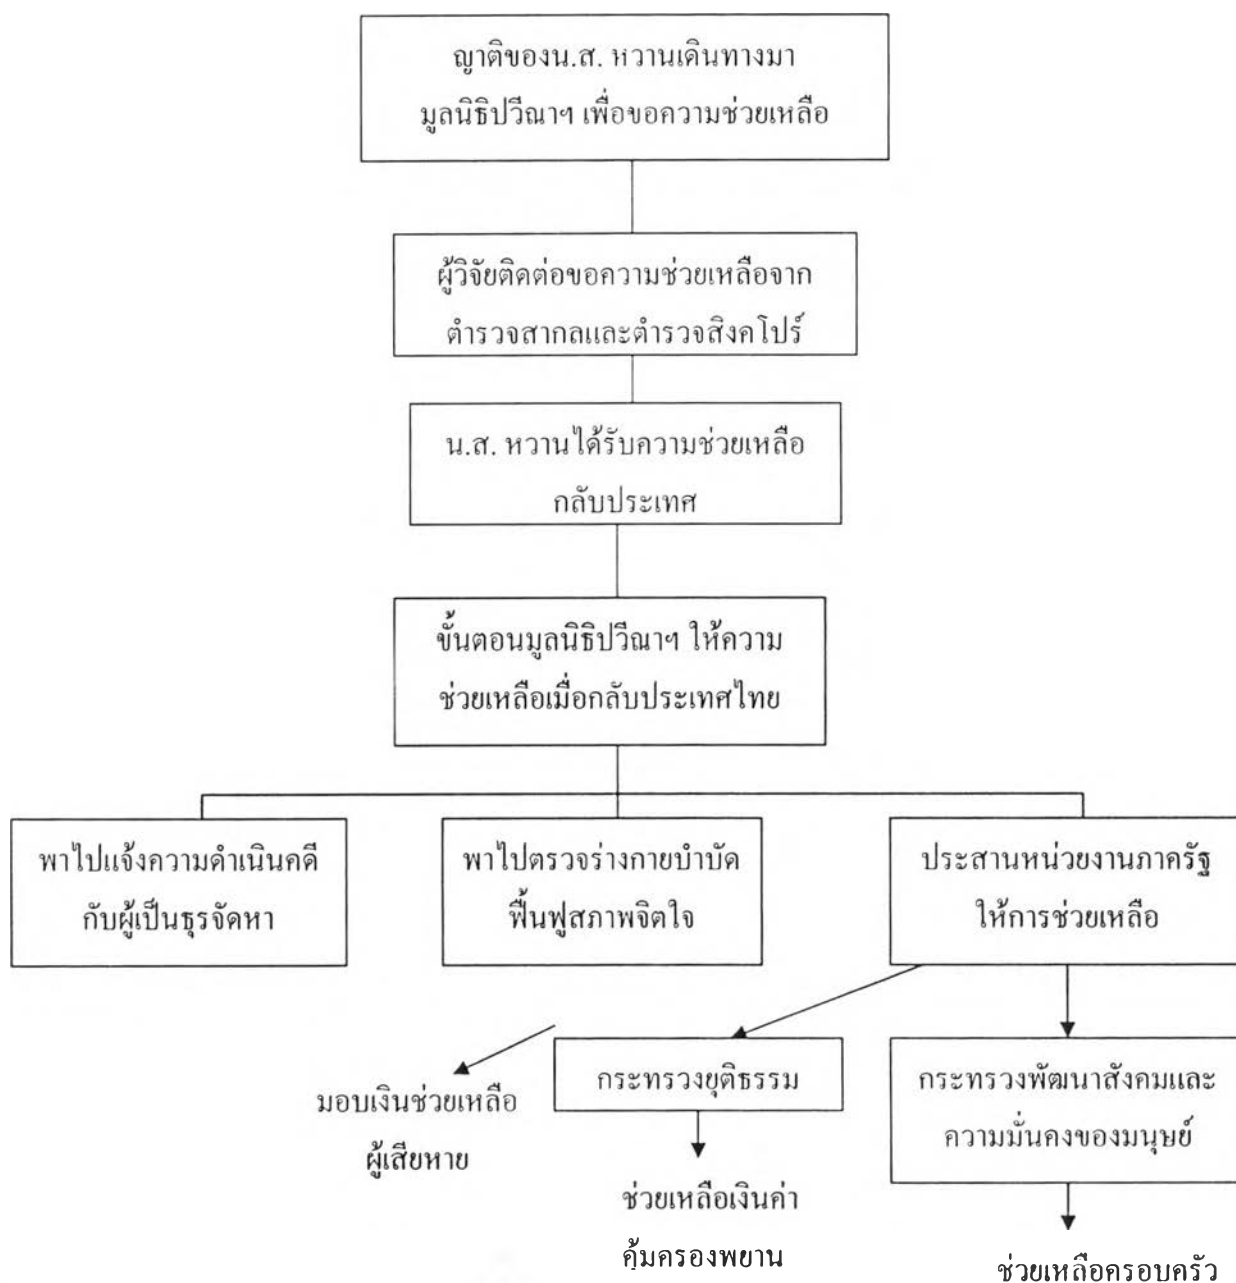 ญาติของน.ส. หวานเดินทางมา
มูลนิธิปวีณาฯ เพื่อขอความช่วยเหลือ
ผู้วิจัยติดต่อขอความช่วยเหลือจาก
ตำรวจสากลและตำรวจสิงคโปร์
น.ส. หวานได้รับความช่วยเหลือ
กลับประเทศ
ขั้นตอนมูลนิธิปวีณาฯ ให้ความ
ช่วยเหลือเมื่อกลับประเทศไทย
พาไปแจ้งความดำเนินคดี
กับผู้เป็นธุรจัดหา
พาไปตรวจร่างกายบำบัด
ฟื้นฟูสภาพจิตใจ
ประสานหน่วยงานภาครัฐ
ให้การช่วยเหลือ
มอบเงินช่วยเหลือ
ผู้เสียหาย
กระทรวงยุติธรรม
ช่วยเหลือเงินค่า
คุ้มครองพยาน
กระทรวงพัฒนาสังคมและ
ความมั่นคงของมนุษย์
ช่วยเหลือครอบครัว